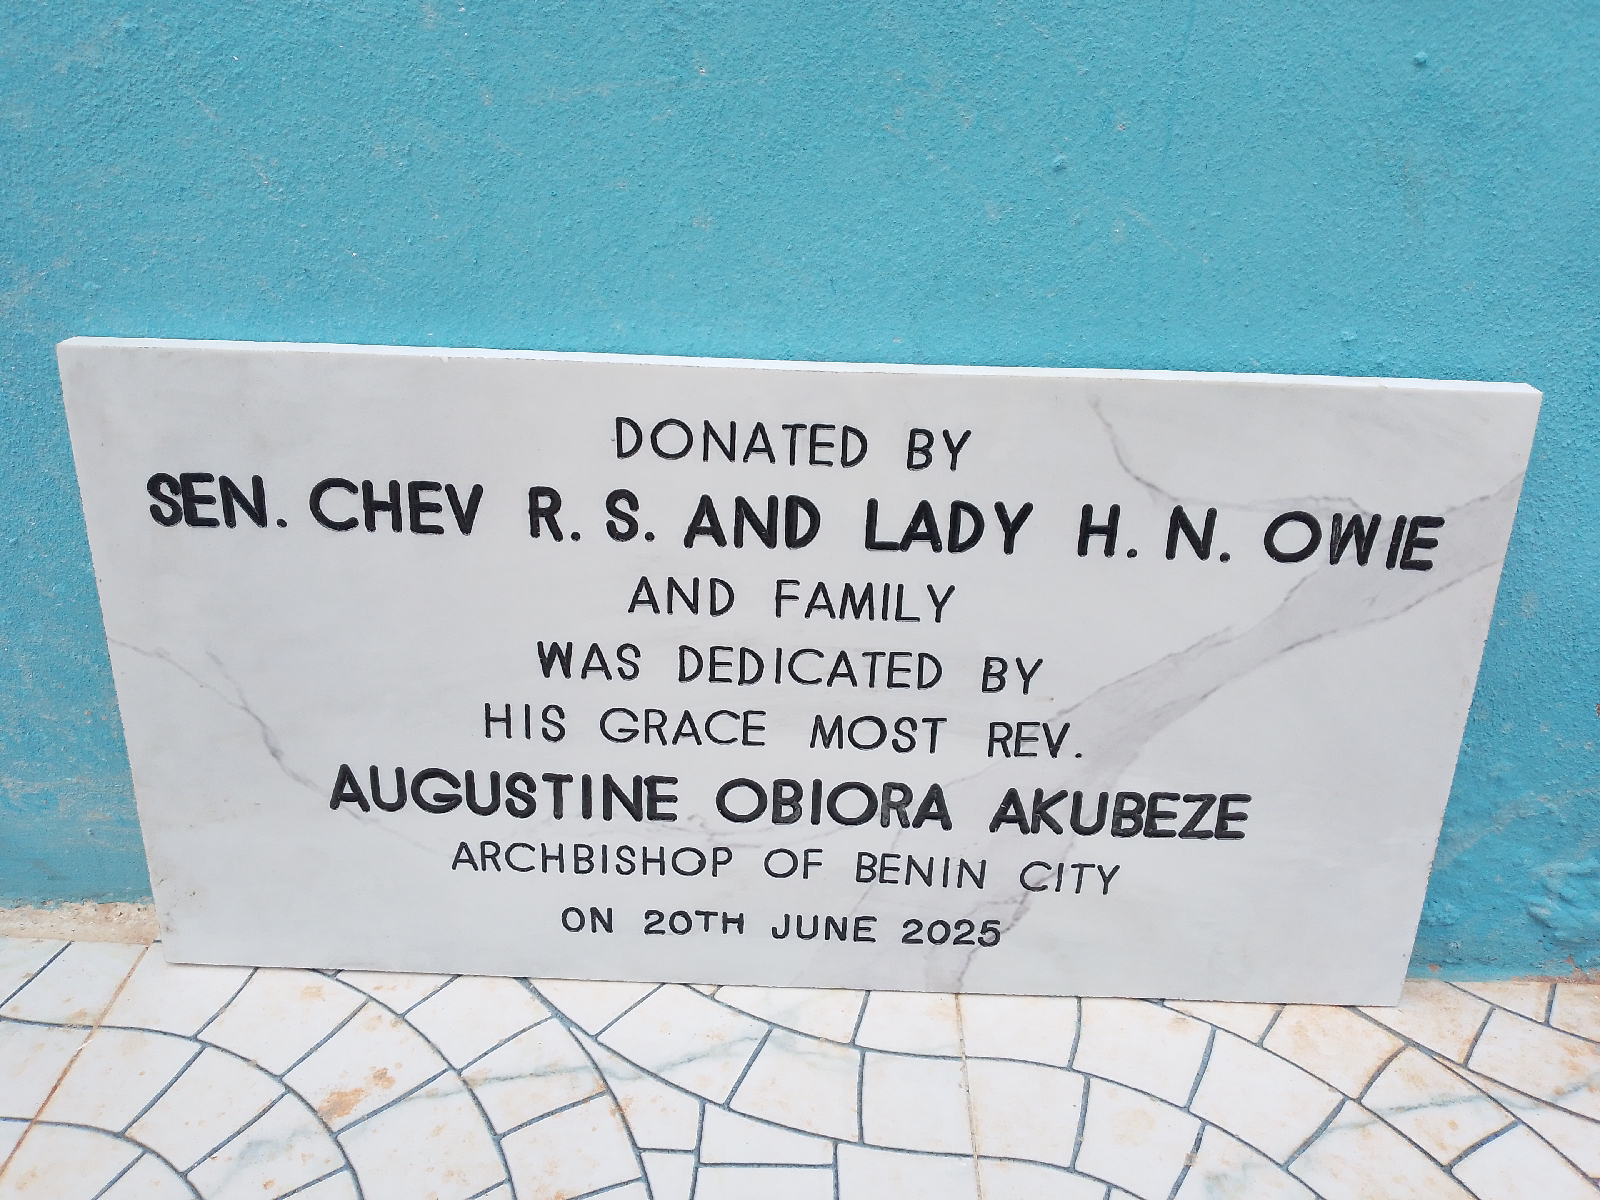 DONATED BY
SEN. CHEV R. S. AND LADY H. N. OWIE
AND FAMILY
WAS DEDICATED BY
HIS GRACE MOST REV.
AUGUSTINE OBIORA AKUBEZE
ARCHBISHOP OF BENIN CITY
ON 20TH JUNE 2025